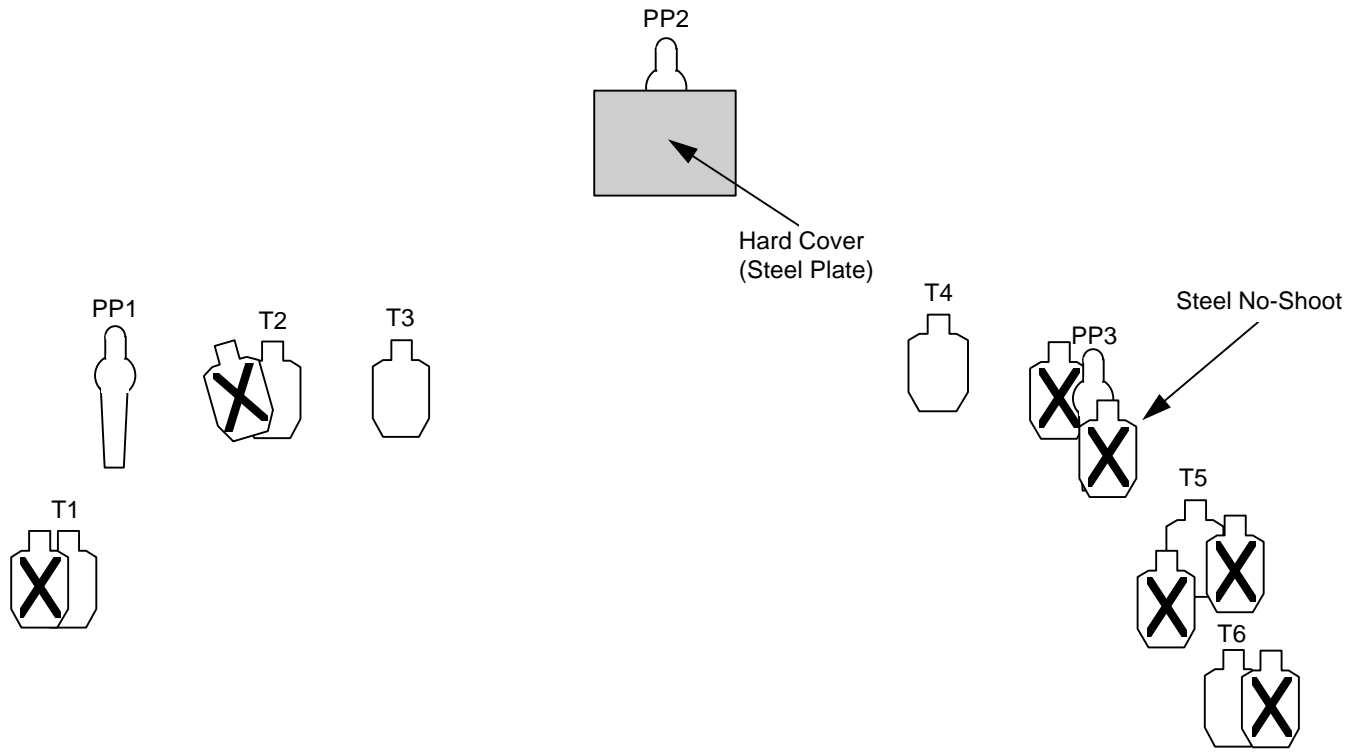 PP2
Hard Cover
(Steel Plate)
T4
Steel No-Shoot
PP1
T2
T3
PP3
T5
T1
T6